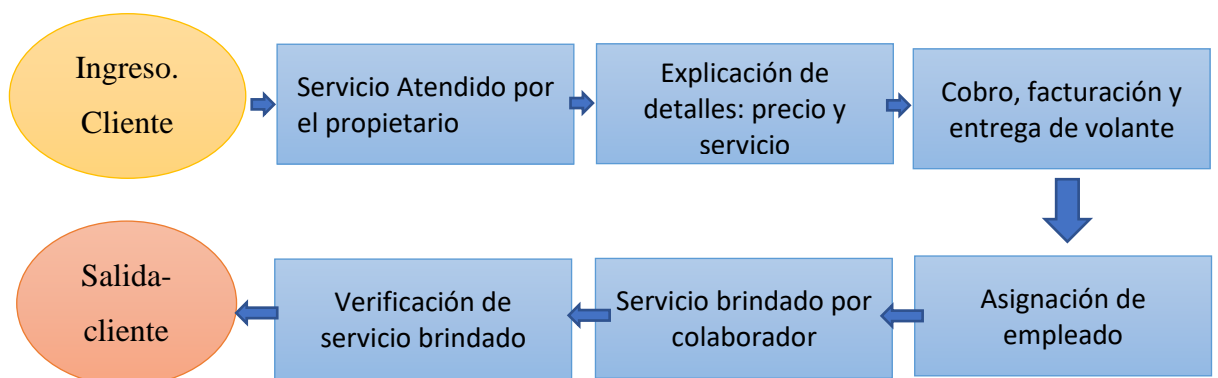 Ingreso.
Cliente
Servicio Atendido por
el propietario
Explicación de
detalles: precio y
servicio
Cobro, facturación y
entrega de volante
Asignación de
empleado
Servicio brindado por
colaborador
Verificación de
servicio brindado
Salida-
cliente